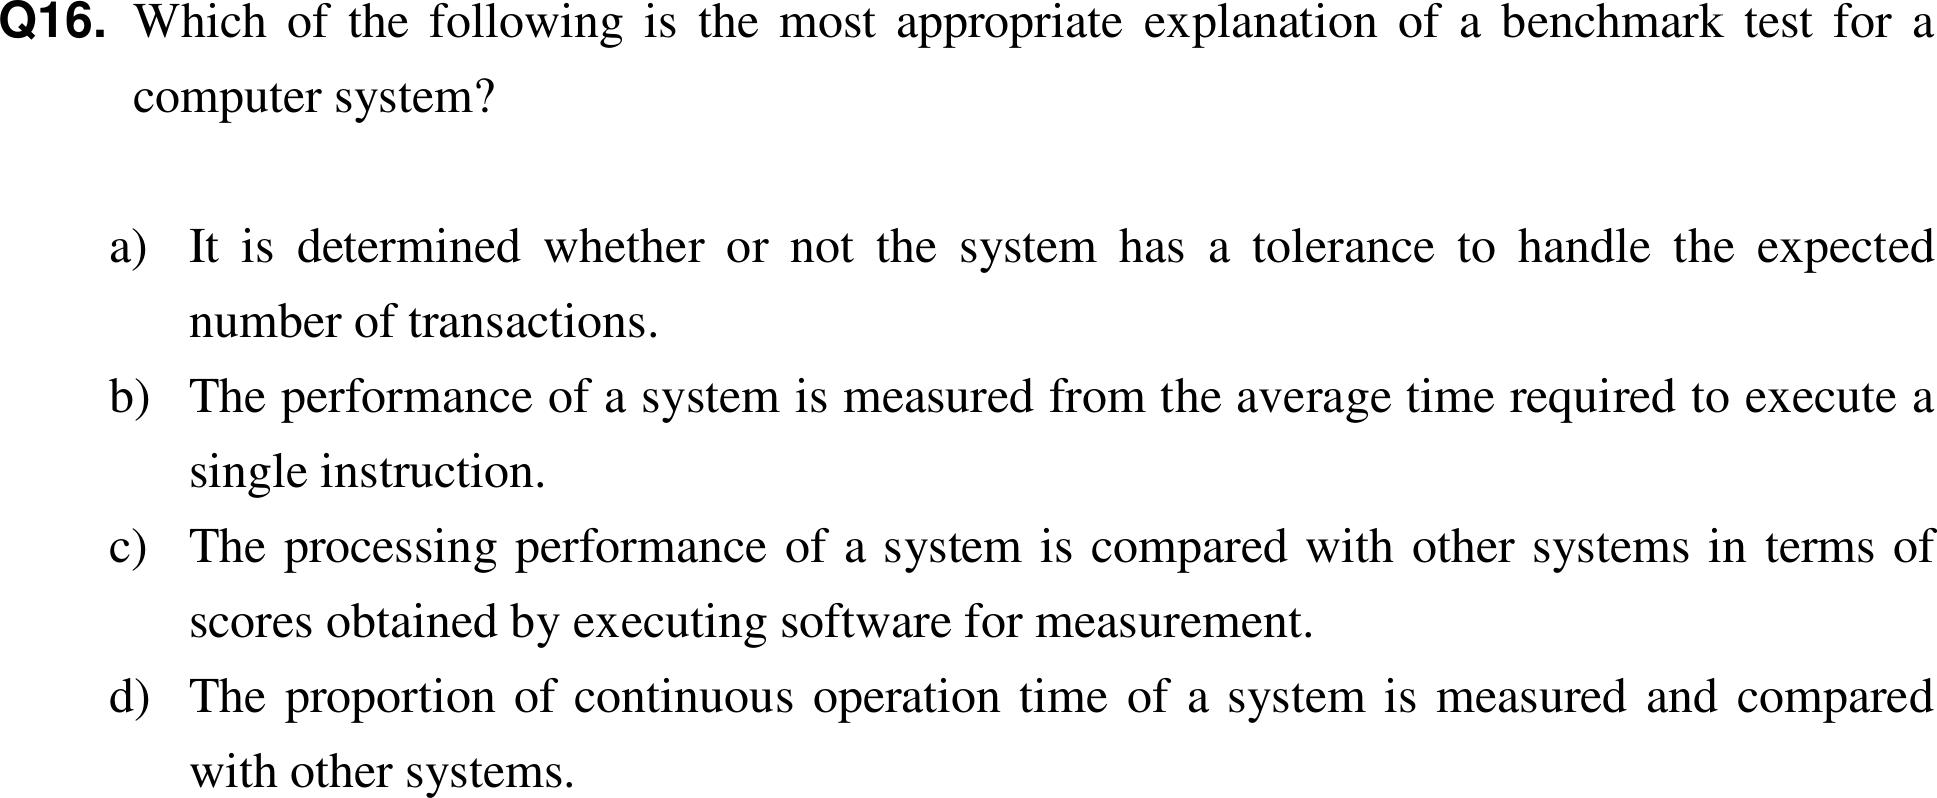 Q16. Which of the following is the most appropriate explanation of a benchmark test for a
computer system?
a) It is determined whether or not the system has a tolerance to handle the expected
number of transactions.
b) The performance of a system is measured from the average time required to execute a
single instruction.
c) The processing performance of a system is compared with other systems in terms of
scores obtained by executing software for measurement.
d) The proportion of continuous operation time of a system is measured and compared
with other systems.